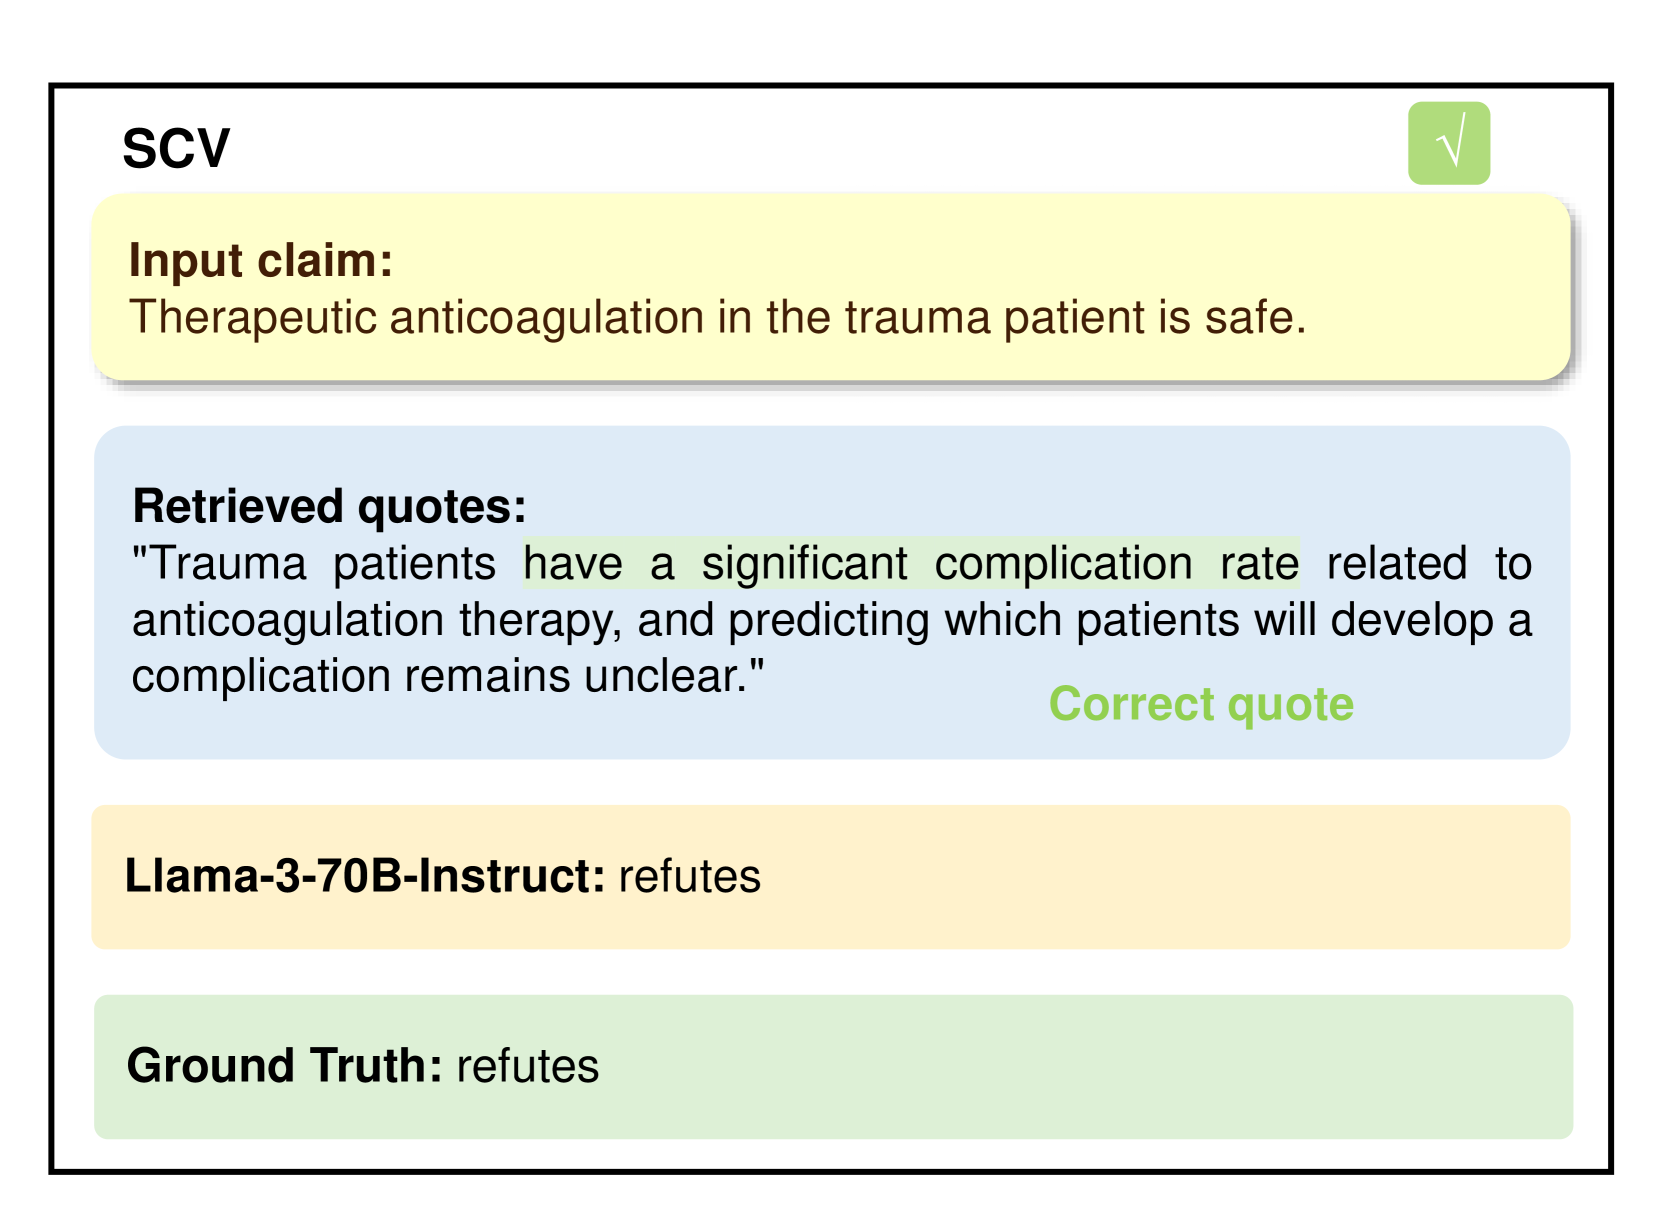 SCV √
Input claim:
Therapeutic anticoagulation in the trauma patient is safe.
Retrieved quotes:
"Trauma patients have a significant complication rate related to
anticoagulation therapy, and predicting which patients will develop a
complication remains unclear."
Correct quote
Llama-3-70B-Instruct: refutes
Ground Truth: refutes